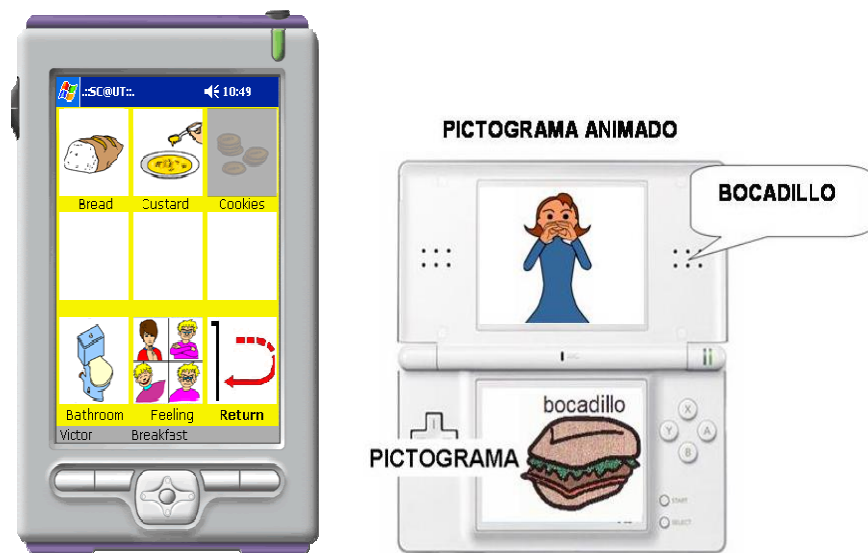 .::SC@UT::. 10:49
Bread Custard Cookies
Bathroom Feeling Return
Victor Breakfast
PICTOGRAMA ANIMADO
BOCADILLO
bocadillo
PICTOGRAMA
X
Y A
B
START
SELECT